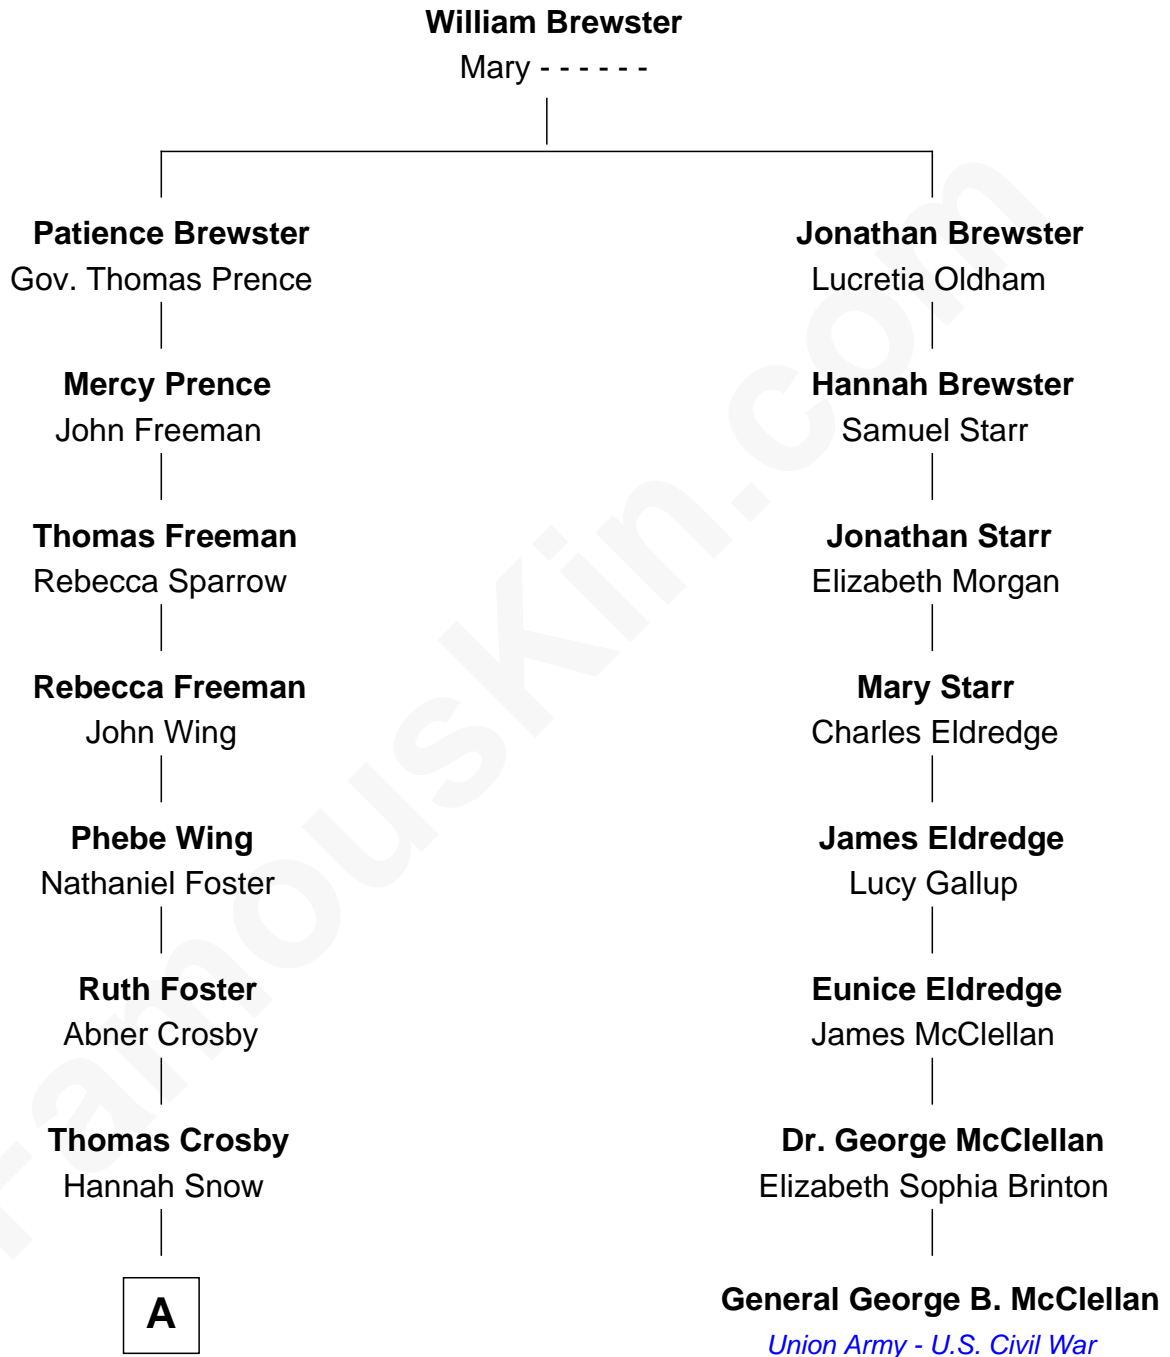 William Brewster
Mary - - - - - -
Patience Brewster
Gov. Thomas Prence
Jonathan Brewster
Lucretia Oldham
Mercy Prence
John Freeman
Hannah Brewster
Samuel Starr
Thomas Freeman
Rebecca Sparrow
Jonathan Starr
Elizabeth Morgan
Rebecca Freeman
John Wing
Mary Starr
Charles Eldredge
Phebe Wing
Nathaniel Foster
James Eldredge
Lucy Gallup
Ruth Foster
Abner Crosby
Eunice Eldredge
James McClellan
Thomas Crosby
Hannah Snow
Dr. George McClellan
Elizabeth Sophia Brinton
A
General George B. McClellan
Union Army - U.S. Civil War
FamousKin.com